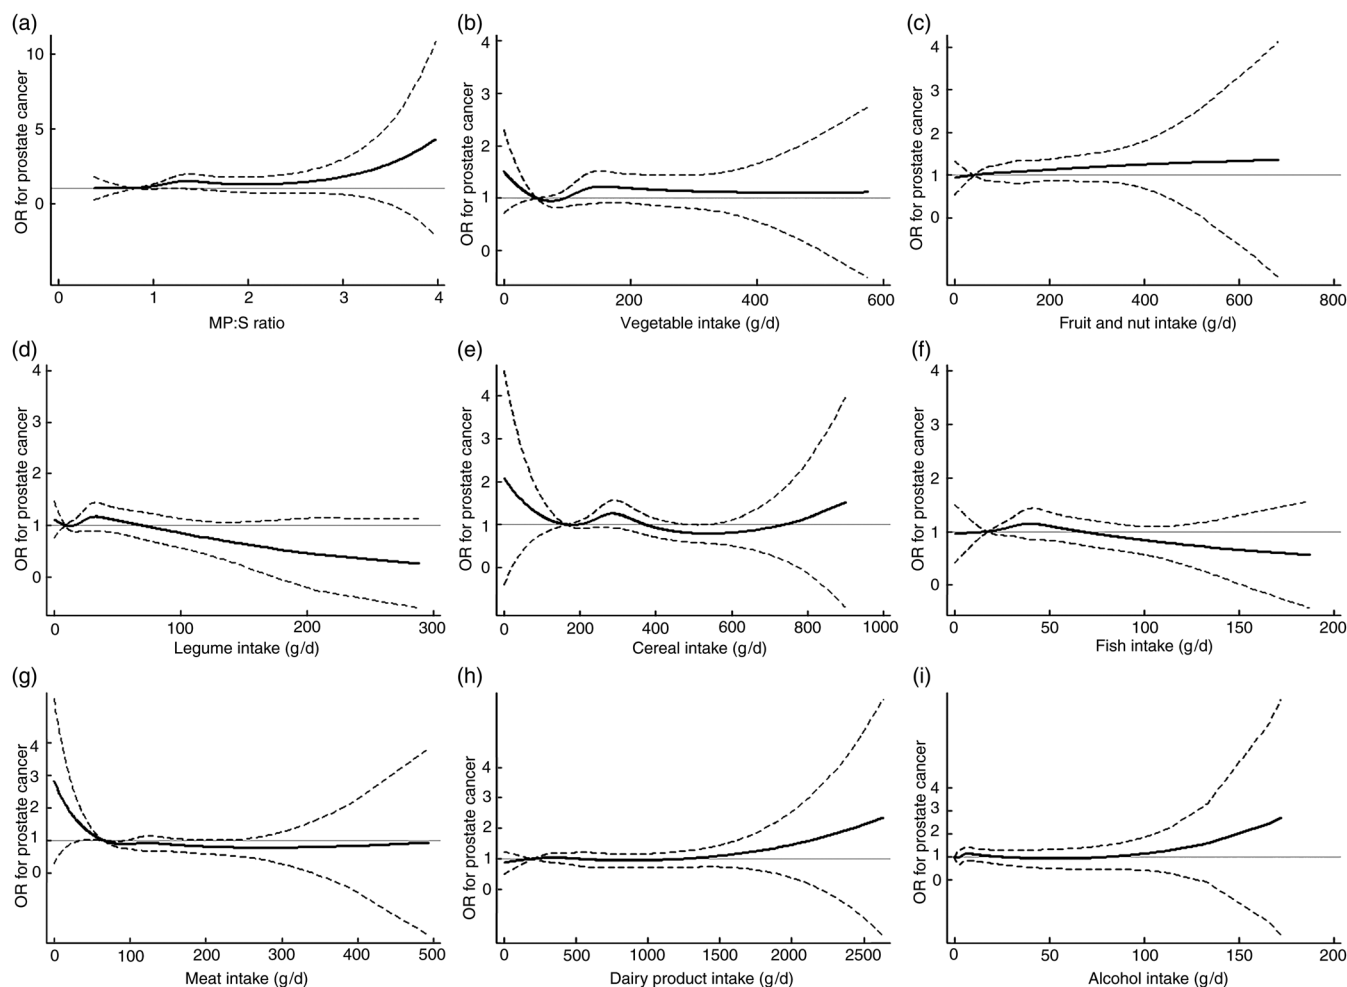 (a)
OR for prostate cancer
10
5
0
0 1 2 3 4
MP:S ratio
(b)
OR for prostate cancer
4
3
2
1
0
0 200 400 600
Vegetable intake (g/d)
(c)
OR for prostate cancer
4
3
2
1
0
0 200 400 600 800
Fruit and nut intake (g/d)
(d)
OR for prostate cancer
4
3
2
1
0
0 100 200 300
Legume intake (g/d)
(e)
OR for prostate cancer
4
3
2
1
0
0 200 400 600 800 1000
Cereal intake (g/d)
(f)
OR for prostate cancer
4
3
2
1
0
0 50 100 150 200
Fish intake (g/d)
(g)
OR for prostate cancer
4
3
2
1
0
0 100 200 300 400 500
Meat intake (g/d)
(h)
OR for prostate cancer
4
3
2
1
0
0 500 1000 1500 2000 2500
Dairy product intake (g/d)
(i)
OR for prostate cancer
4
3
2
1
0
0 50 100 150 200
Alcohol intake (g/d)